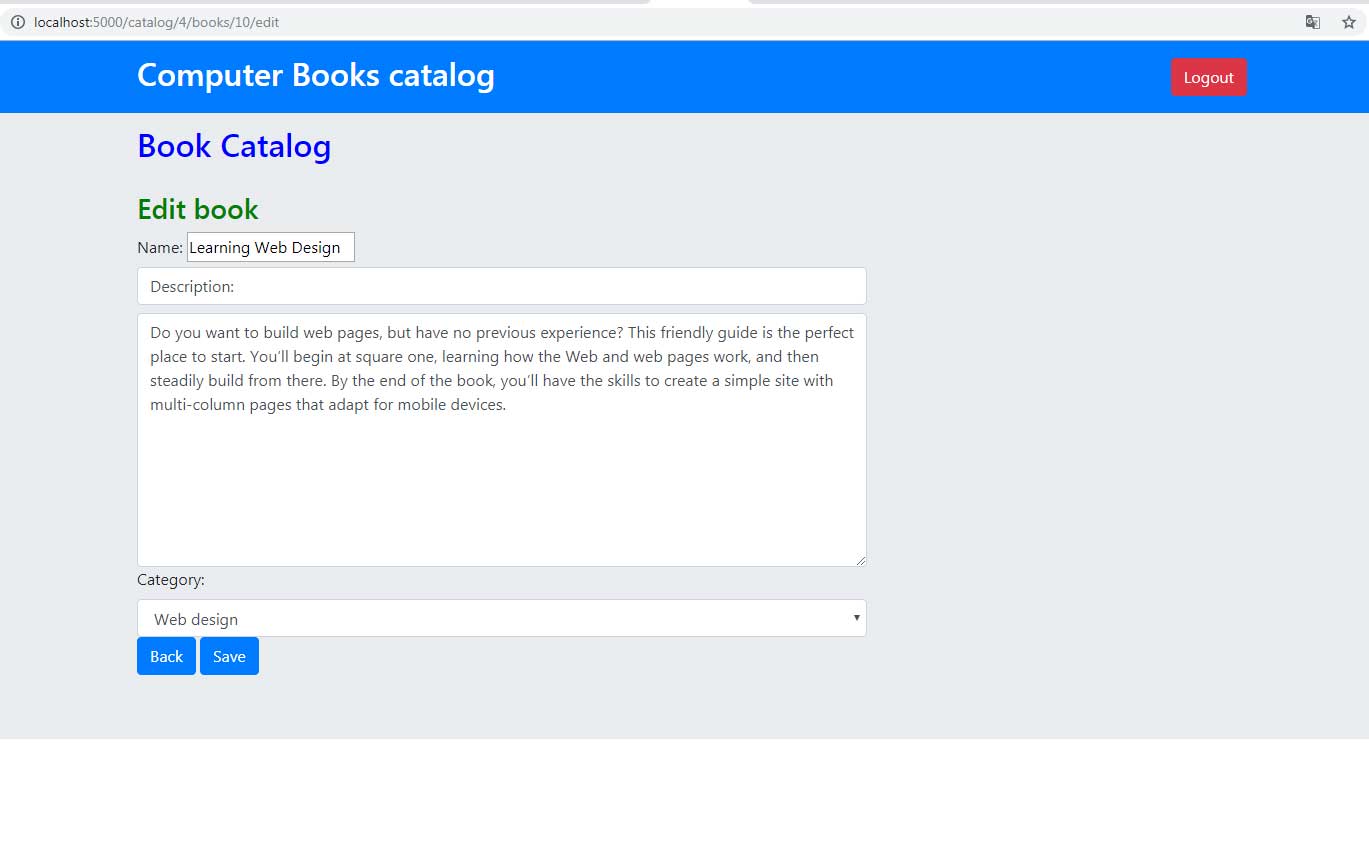 localhost:5000/catalog/4/books/10/edit
Computer Books catalog
Logout
Book Catalog
Edit book
Name: Learning Web Design
Description:
Do you want to build web pages, but have no previous experience? This friendly guide is the perfect
place to start. You’ll begin at square one, learning how the Web and web pages work, and then
steadily build from there. By the end of the book, you’ll have the skills to create a simple site with
multi-column pages that adapt for mobile devices.
Category:
Web design
Back Save